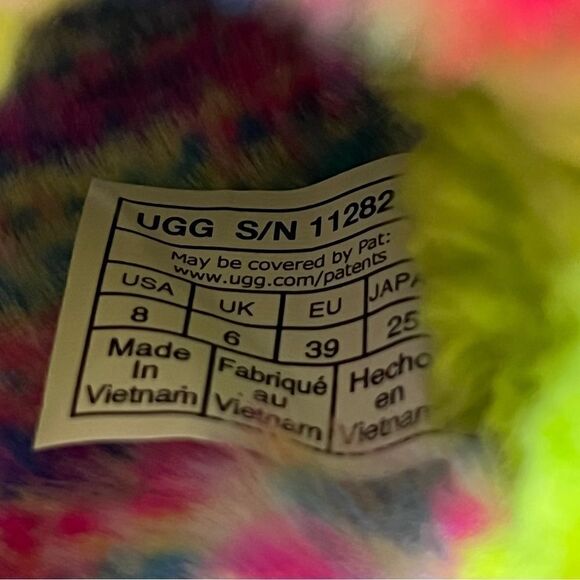 UGG S/N 11282
May be covered by Pat:
www.ugg.com/patents
USA UK EU JAPA
8 6 39 25
Made Fabriqué Hecho
In au en
Vietnam Vietnam Vietnam